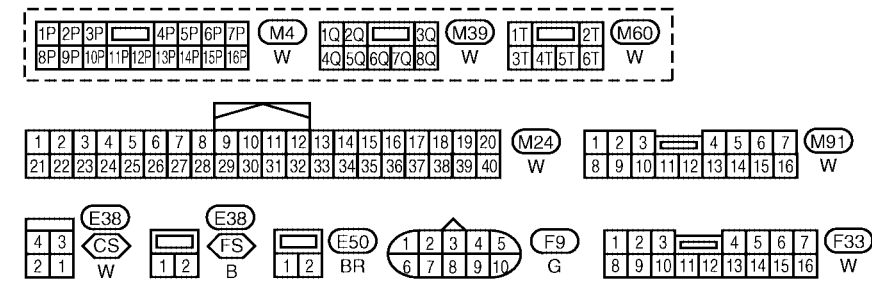 1P 2P 3P 4P 5P 6P 7P M4 1Q 2Q 3Q M39 1T 2T M60
8P 9P 10P 11P 12P 13P 14P 15P 16P W 4Q 5Q 6Q 7Q 8Q W 3T 4T 5T 6T W
1 2 3 4 5 6 7 8 9 10 11 12 13 14 15 16 17 18 19 20 M24 1 2 3 4 5 6 7 M91
21 22 23 24 25 26 27 28 29 30 31 32 33 34 35 36 37 38 39 40 W 8 9 10 11 12 13 14 15 16 W
E38 E38
4 3 CS FS E50 1 2 3 4 5 F9 1 2 3 4 5 6 7 F33
2 1 W 1 2 B 1 2 BR 6 7 8 9 10 G 8 9 10 11 12 13 14 15 16 W